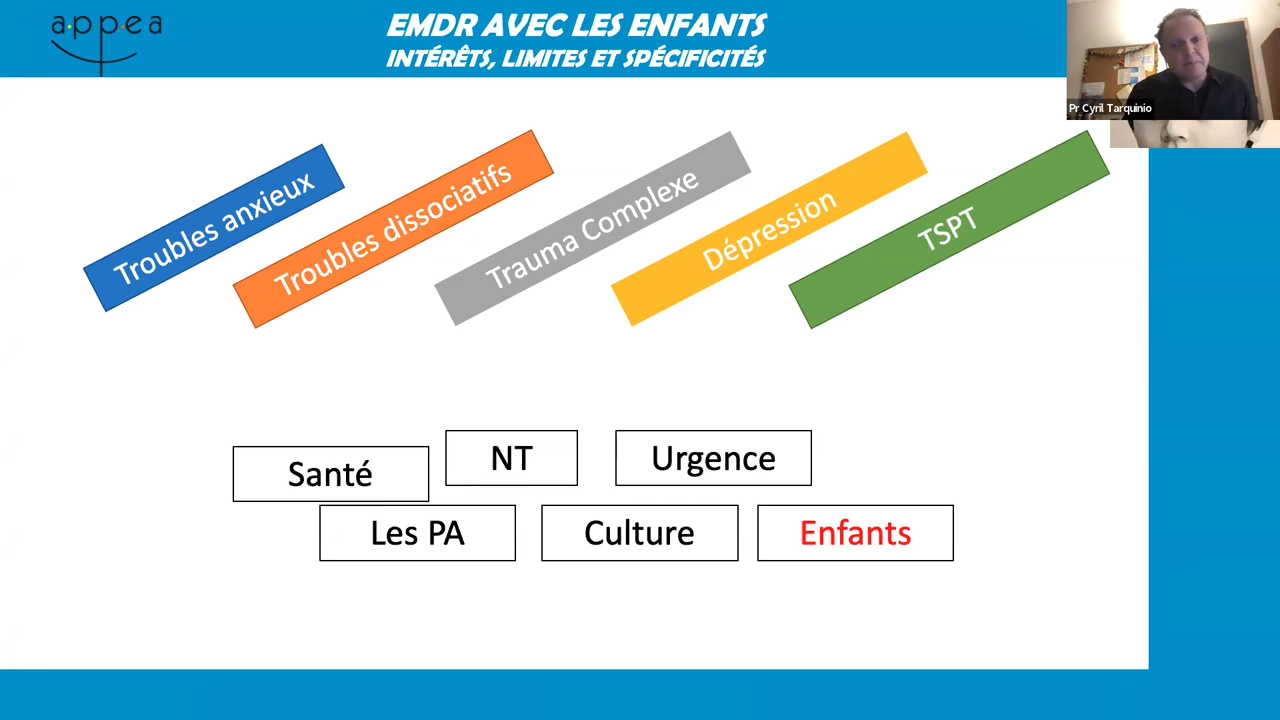 a·p·p·e·a
EMDR AVEC LES ENFANTS
INTÉRÊTS, LIMITES ET SPÉCIFICITÉS
Pr Cyril Tarquinio
Troubles anxieux
Troubles dissociatifs
Trauma Complexe
Dépression
TSPT
Santé
NT
Urgence
Les PA
Culture
Enfants